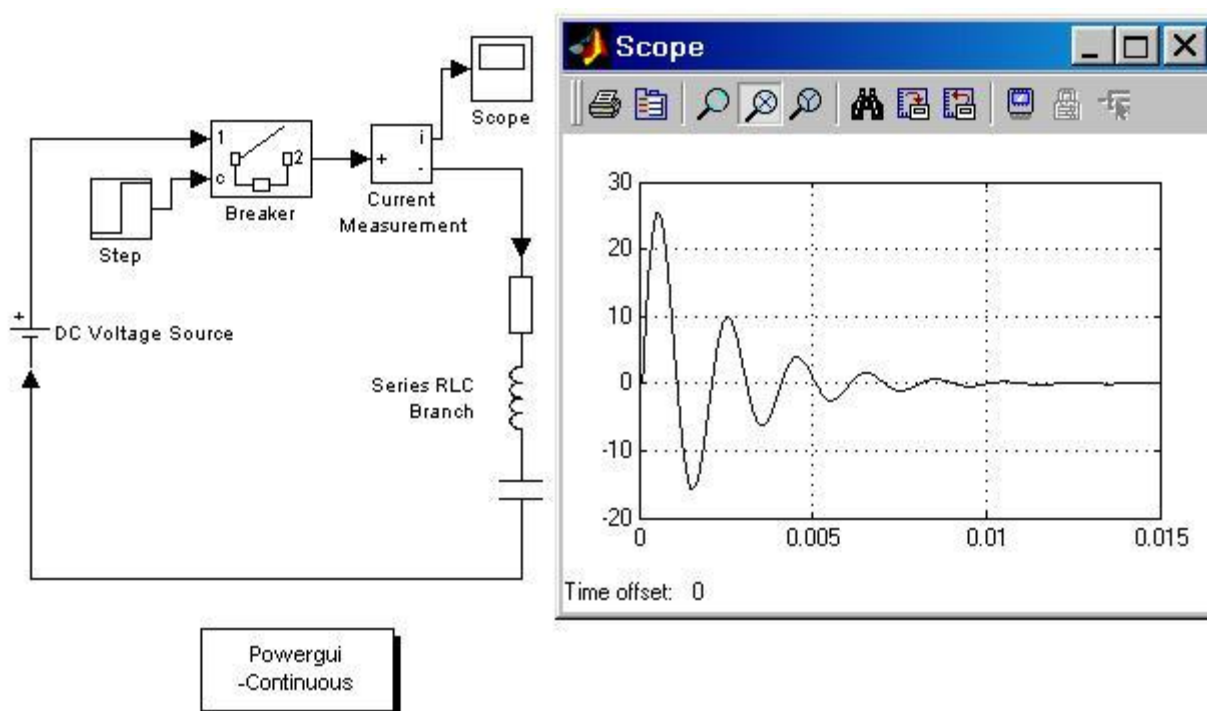 Scope
1
2
c
Breaker
Step
+
i
-
Current
Measurement
Scope
+
DC Voltage Source
Series RLC
Branch
Powergui
-Continuous
30
20
10
0
-10
-20
0 0.005 0.01 0.015
Time offset: 0